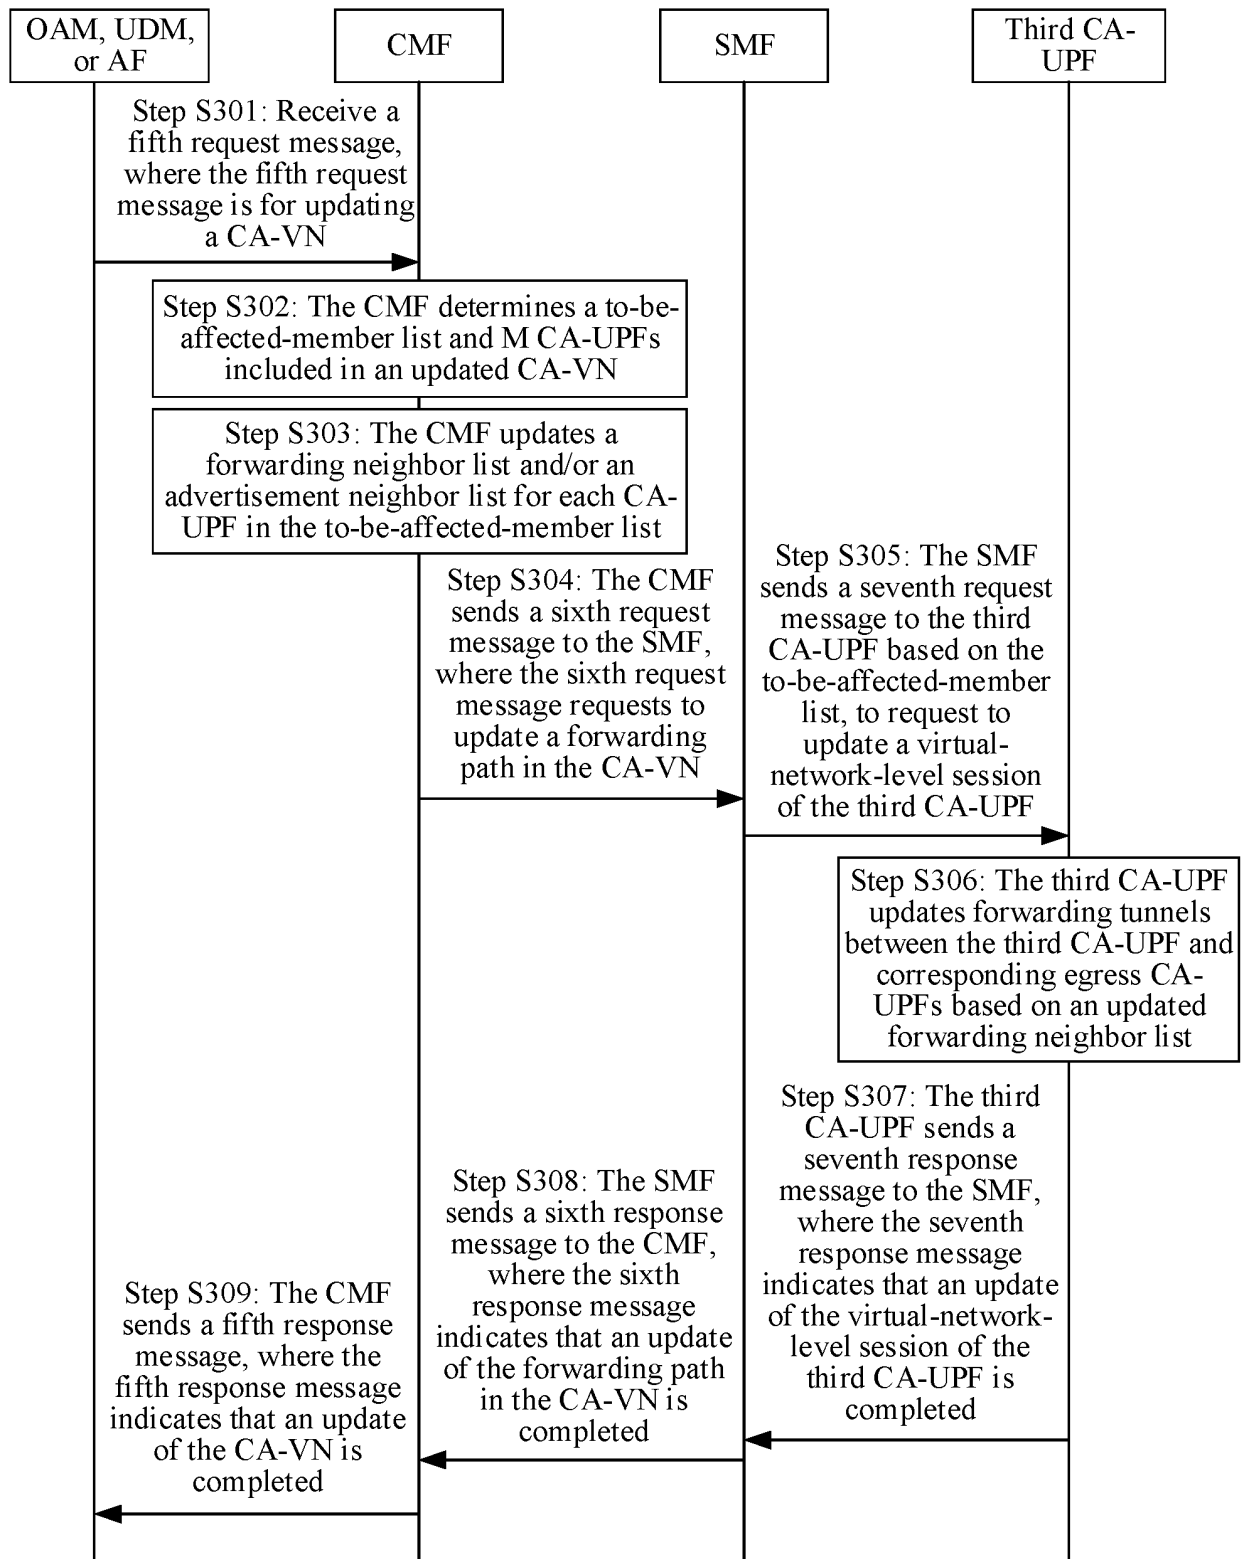 OAM, UDM,
or AF
CMF
SMF
Third CA-
UPF
Step S301: Receive a
fifth request message,
where the fifth request
message is for updating
a CA-VN
Step S302: The CMF determines a to-be-
affected-member list and M CA-UPFs
included in an updated CA-VN
Step S303: The CMF updates a
forwarding neighbor list and/or an
advertisement neighbor list for each CA-
UPF in the to-be-affected-member list
Step S304: The CMF
sends a sixth request
message to the SMF,
where the sixth request
message requests to
update a forwarding
path in the CA-VN
Step S305: The SMF
sends a seventh request
message to the third
CA-UPF based on the
to-be-affected-member
list, to request to
update a virtual-
network-level session
of the third CA-UPF
Step S306: The third CA-UPF
updates forwarding tunnels
between the third CA-UPF and
corresponding egress CA-
UPFs based on an updated
forwarding neighbor list
Step S307: The third
CA-UPF sends a
seventh response
message to the SMF,
where the seventh
response message
indicates that an update
of the virtual-network-
level session of the
third CA-UPF is
completed
Step S308: The SMF
sends a sixth response
message to the CMF,
where the sixth
response message
indicates that an update
of the forwarding path
in the CA-VN is
completed
Step S309: The CMF
sends a fifth response
message, where the
fifth response message
indicates that an update
of the CA-VN is
completed